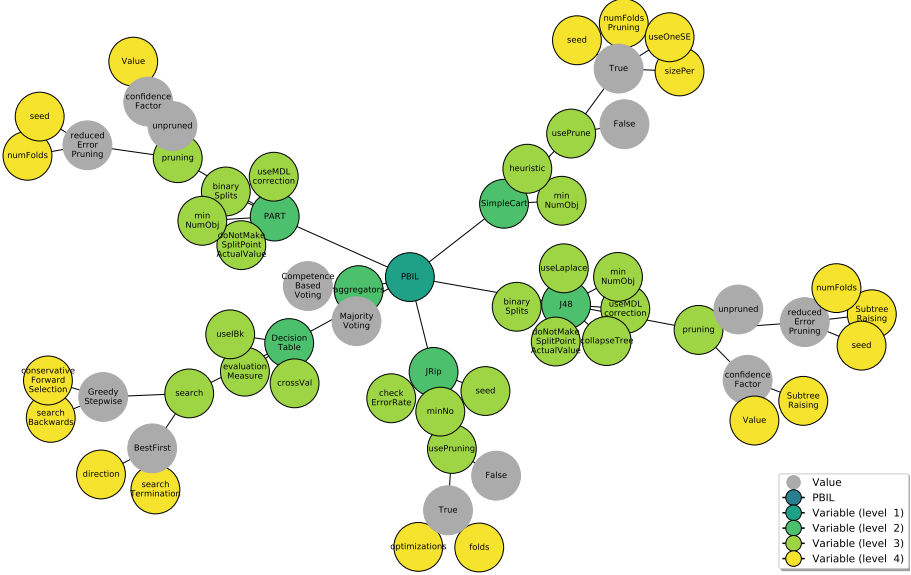 numFolds
Pruning
useOneSE
seed
sizePer
True
Value
confidence
Factor
unpruned
seed
reduced
Error
Pruning
numFolds
pruning
usePrune
False
heuristic
useMDL
correction
binary
Splits
min
NumObj
PART
doNotMake
SplitPoint
ActualValue
SimpleCart
min
NumObj
PBIL
Competence
Based
Voting
aggregators
Majority
Voting
useLaplace
min
NumObj
binary
Splits
J48
useMDL
correction
doNotMake
SplitPoint
ActualValue
collapseTree
pruning
unpruned
numFolds
reduced
Error
Pruning
Subtree
Raising
seed
confidence
Factor
Subtree
Raising
Value
useIBk
Decision
Table
evaluation
Measure
crossVal
search
conservative
Forward
Selection
Greedy
Stepwise
search
Backwards
BestFirst
direction
search
Termination
JRip
check
ErrorRate
seed
minNo
usePruning
False
True
optimizations
folds
Value
PBIL
Variable (level 1)
Variable (level 2)
Variable (level 3)
Variable (level 4)